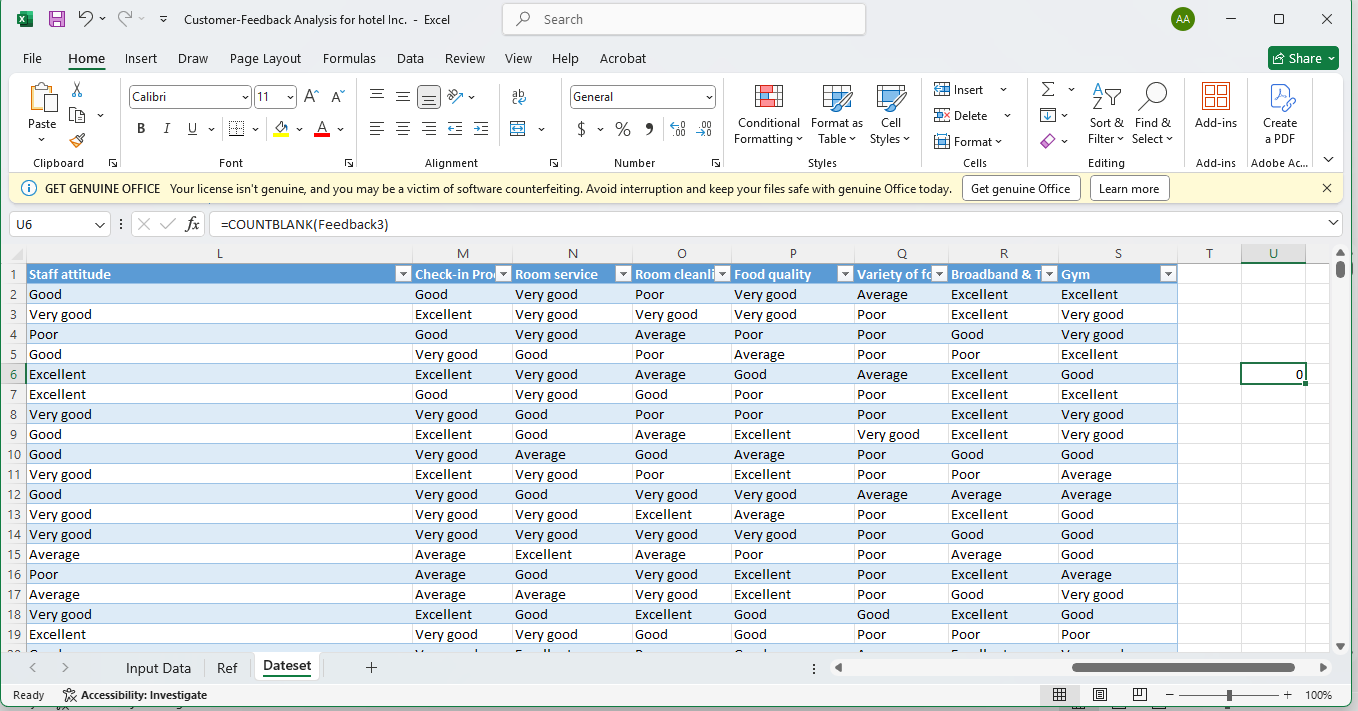 Customer-Feedback Analysis for hotel Inc. - Excel
Search
AA
File Home Insert Draw Page Layout Formulas Data Review View Help Acrobat
Share
Paste
Clipboard
Calibri 11
A A
B I U A
Font
ab
Alignment
General
$ % 9 .00 .00
Number
Conditional Formatting
Format as Table
Cell Styles
Styles
Insert
Delete
Format
Cells
Sort & Filter
Find & Select
Editing
Add-ins
Add-ins
Create a PDF
Adobe Ac...
GET GENUINE OFFICE Your license isn't genuine, and you may be a victim of software counterfeiting. Avoid interruption and keep your files safe with genuine Office today. Get genuine Office Learn more
U6 fx =COUNTBLANK(Feedback3)
L M N O P Q R S T U
1 Staff attitude Check-in Pro Room service Room cleanli Food quality Variety of fo Broadband & T Gym
2 Good Good Very good Poor Very good Average Excellent Excellent
3 Very good Excellent Very good Very good Very good Poor Excellent Very good
4 Poor Good Very good Average Poor Poor Good Very good
5 Good Very good Good Poor Average Poor Poor Excellent
6 Excellent Excellent Very good Average Good Average Excellent Good 0
7 Excellent Good Very good Good Poor Poor Excellent Excellent
8 Very good Very good Good Poor Poor Poor Excellent Very good
9 Good Excellent Good Average Excellent Very good Excellent Very good
10 Good Very good Average Good Average Poor Good Good
11 Very good Excellent Very good Poor Excellent Poor Poor Average
12 Good Very good Good Very good Very good Average Average Average
13 Very good Very good Very good Excellent Average Poor Excellent Good
14 Very good Very good Very good Very good Very good Poor Good Good
15 Average Average Excellent Average Poor Poor Average Good
16 Poor Average Good Very good Excellent Poor Excellent Average
17 Average Average Average Very good Excellent Poor Good Very good
18 Very good Excellent Good Excellent Good Good Excellent Good
19 Excellent Very good Very good Good Good Poor Poor Poor
Input Data Ref Dateset
Ready Accessibility: Investigate 100%